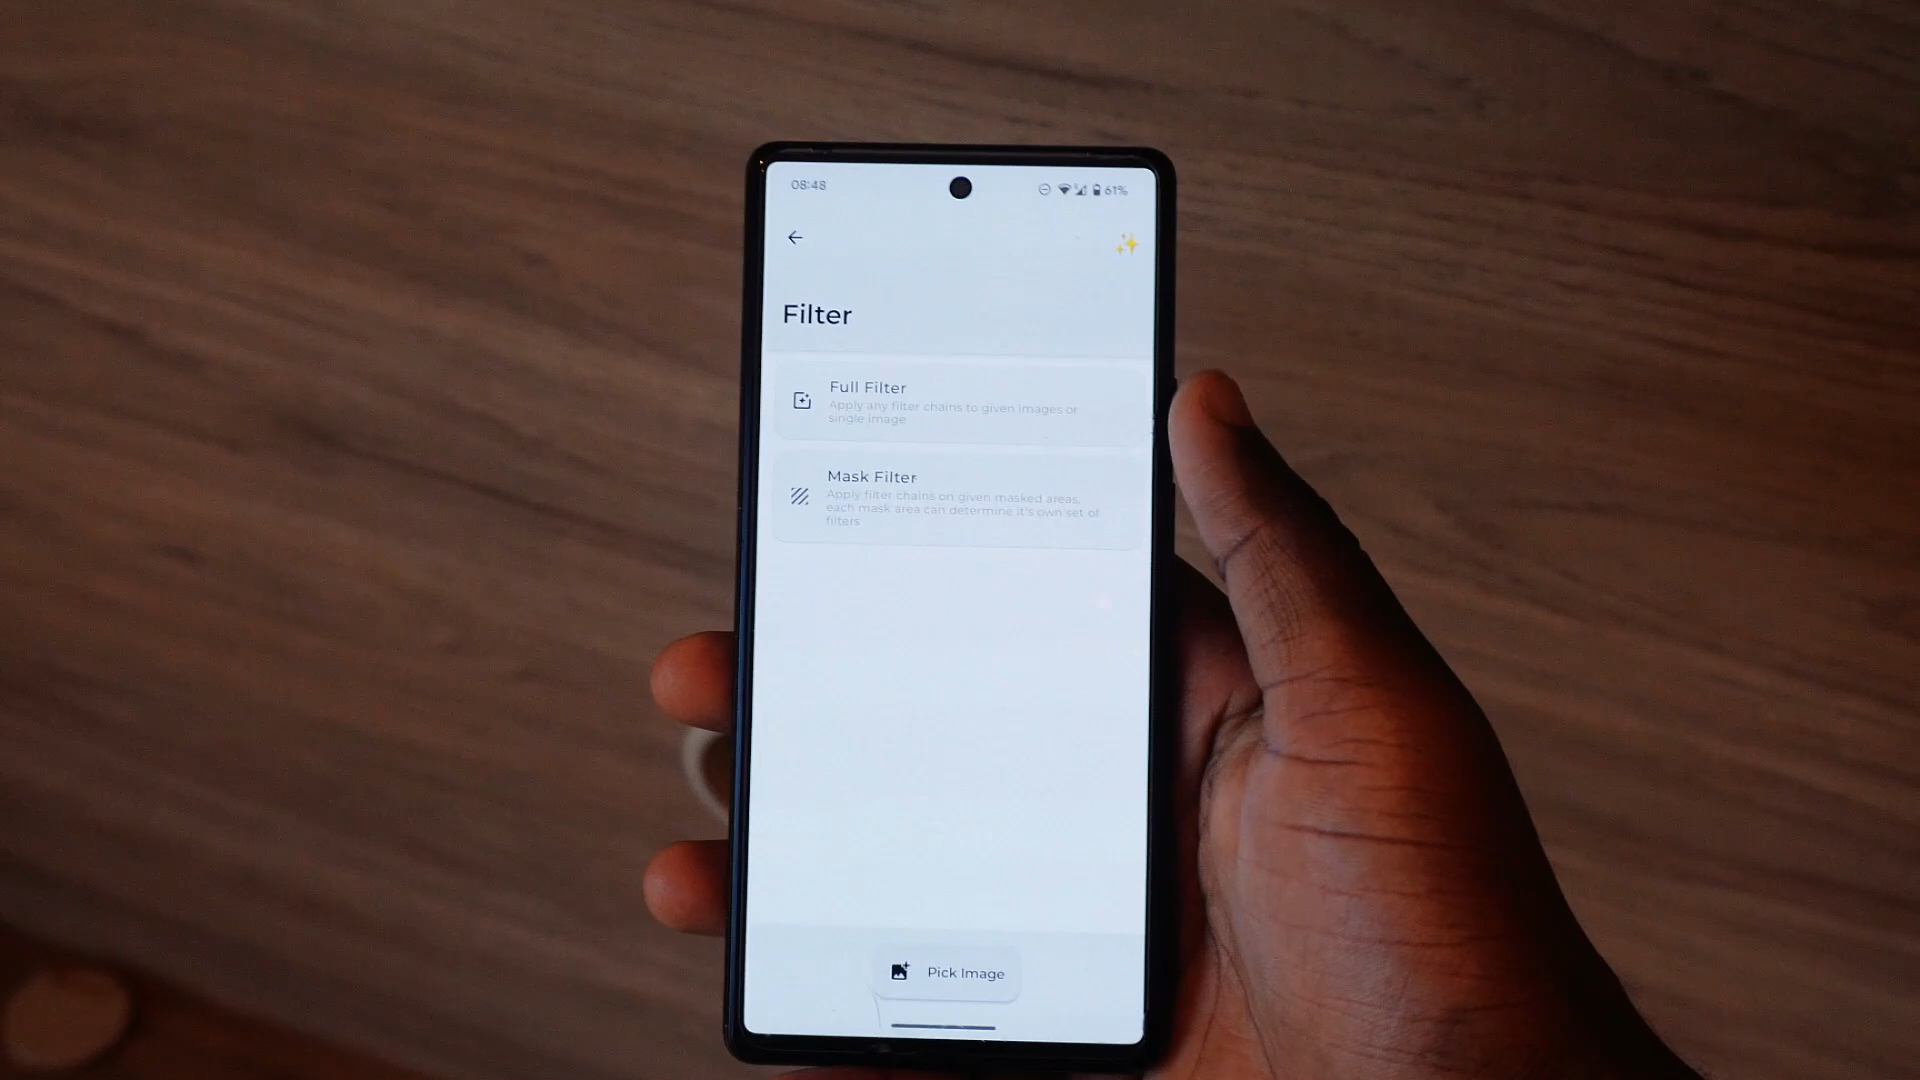 08:48
61%
Filter
Full Filter
Apply any filter chains to given images or
single image
Mask Filter
Apply filter chains on given masked areas,
each mask area can determine it's own set of
filters
Pick Image